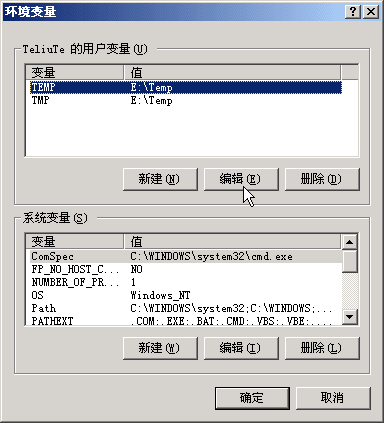 环境变量
TeliuTe 的用户变量(U)
变量 值
TEMP E:\Temp
TMP E:\Temp
新建(N) 编辑(E) 删除(D)
系统变量(S)
变量 值
ComSpec C:\WINDOWS\system32\cmd.exe
FP_NO_HOST_C... NO
NUMBER_OF_PR... 1
OS Windows_NT
Path C:\WINDOWS\system32;C:\WINDOWS;...
PATHEXT .COM;.EXE;.BAT;.CMD;.VBS;.VBE;...
新建(W) 编辑(I) 删除(L)
确定 取消